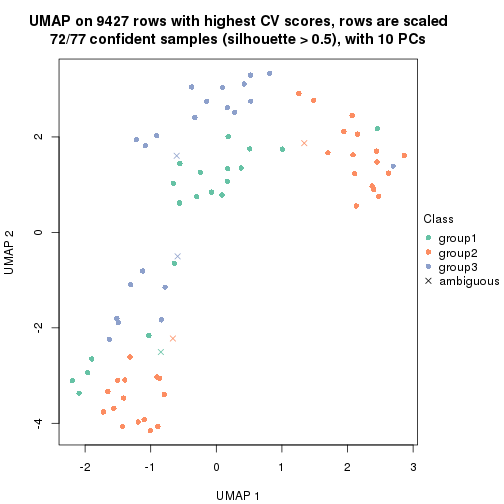 UMAP on 9427 rows with highest CV scores, rows are scaled
72/77 confident samples (silhouette > 0.5), with 10 PCs
UMAP 2
2
0
-2
-4
-2
-1
0
1
2
3
UMAP 1
Class
group1
group2
group3
ambiguous